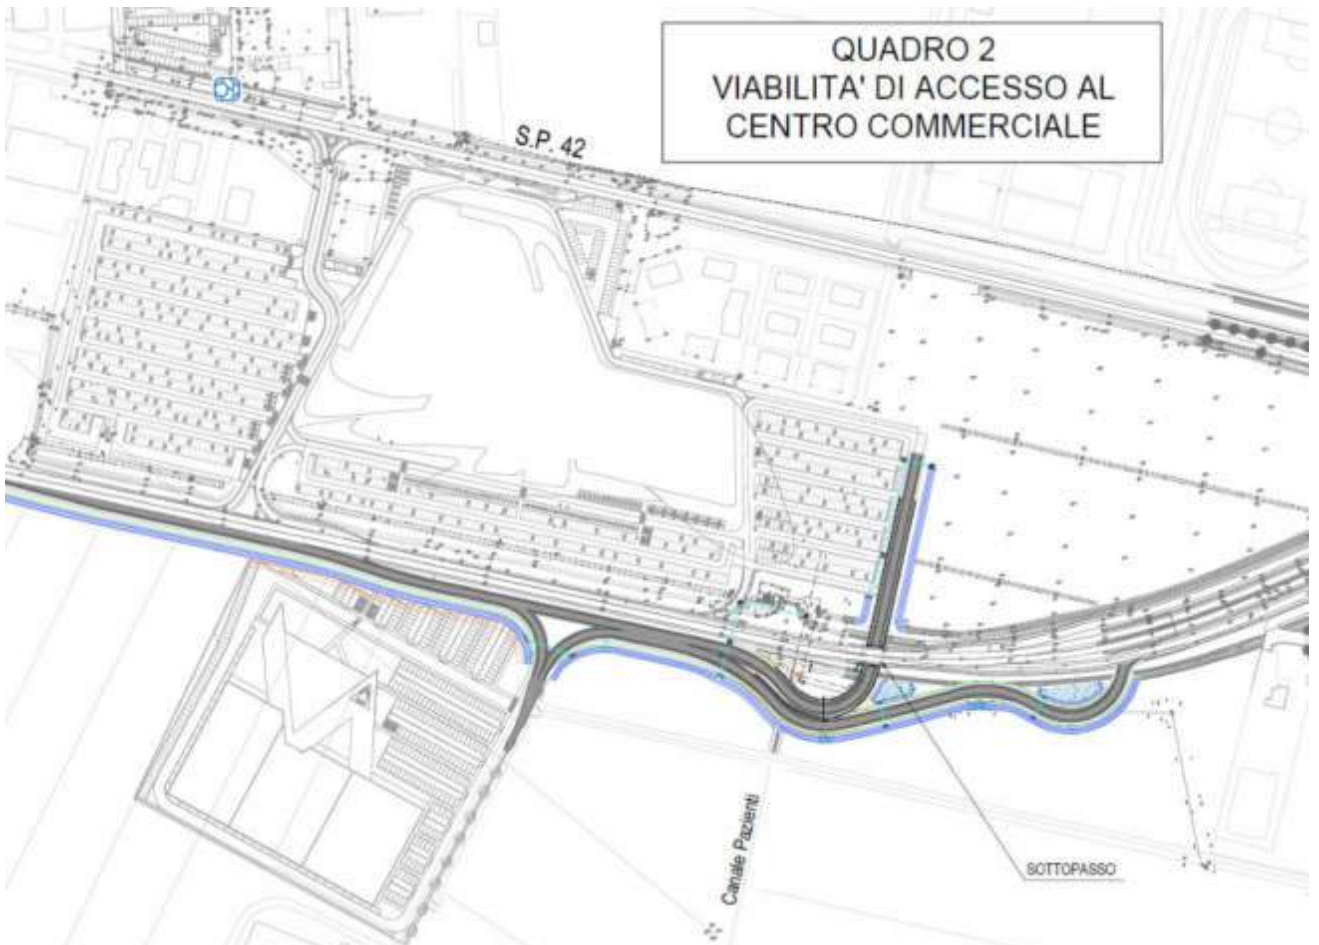 QUADRO 2
VIABILITA' DI ACCESSO AL
CENTRO COMMERCIALE
S.P. 42
Canale Pazienti
SOTTOPASSO